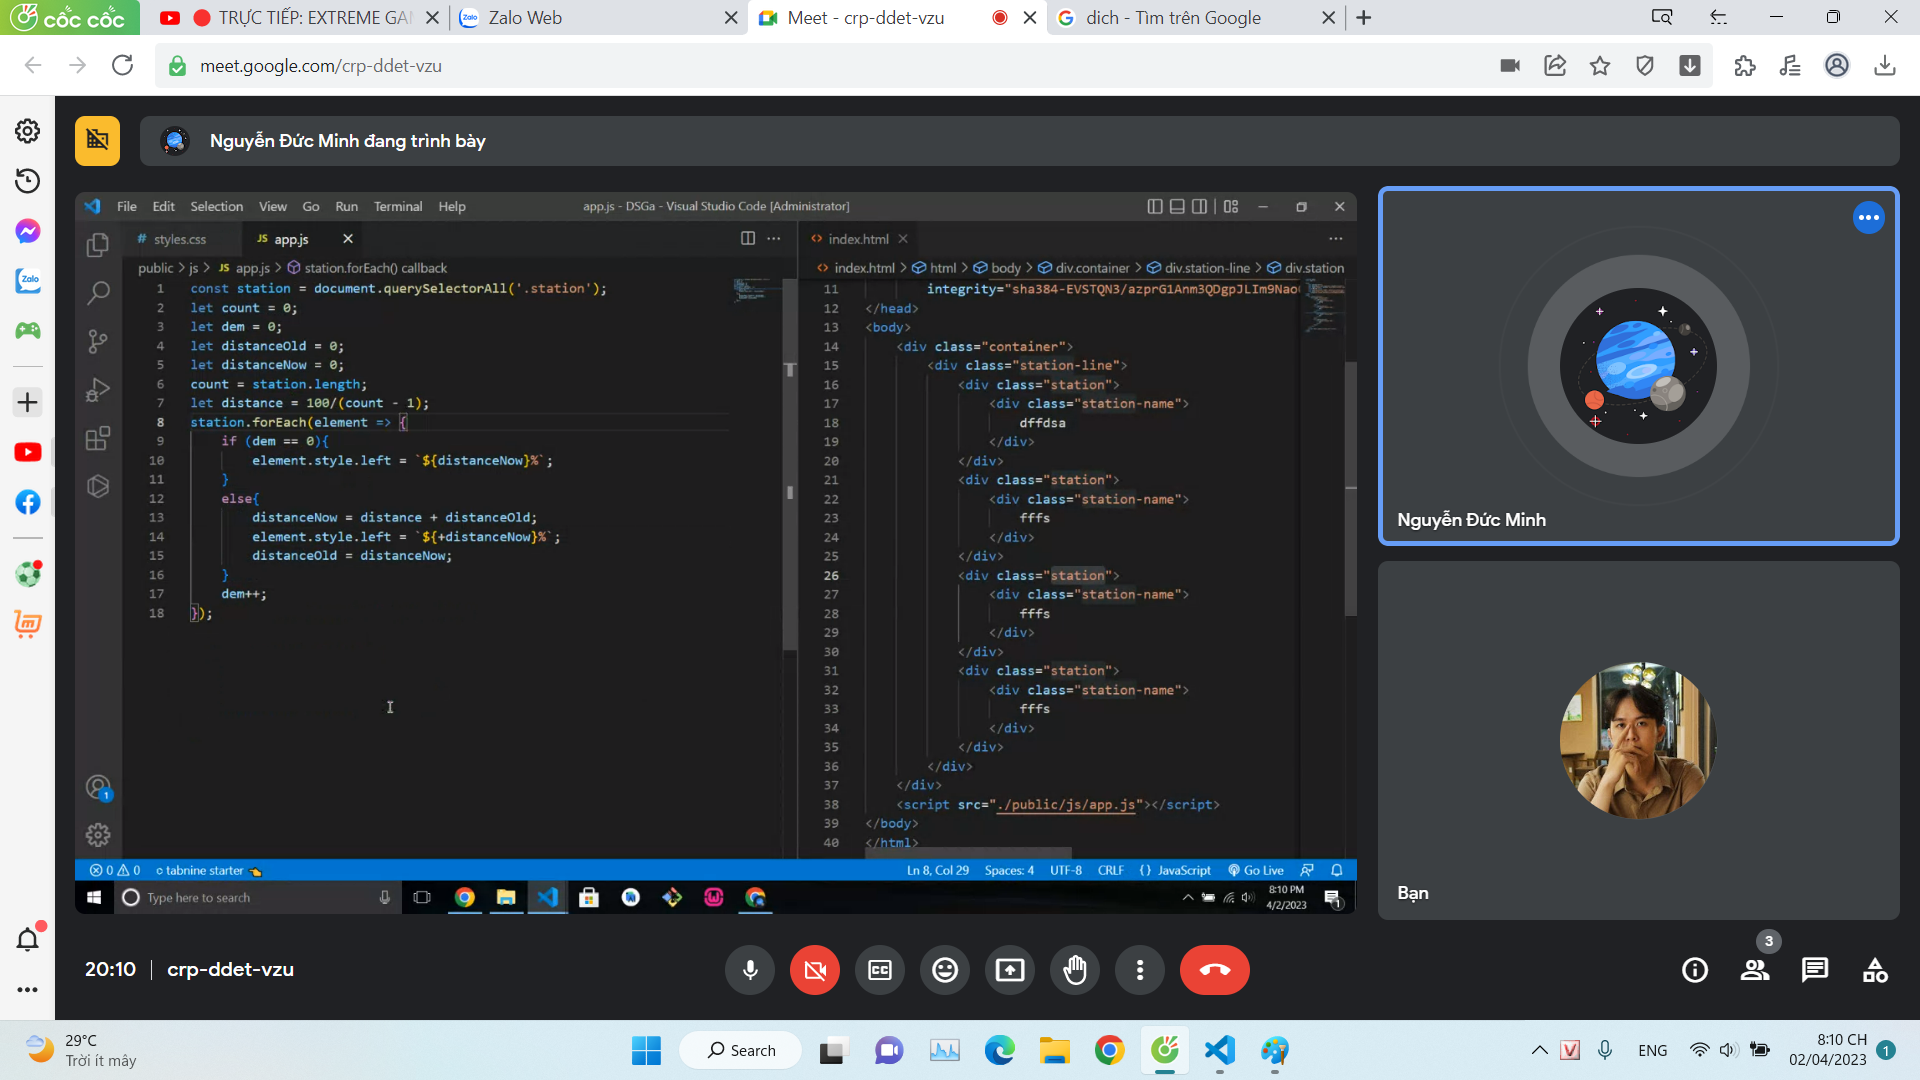 cốc cốc
TRỰC TIẾP: EXTREME GAM
Zalo Web
Meet - crp-ddet-vzu
dich - Tìm trên Google
meet.google.com/crp-ddet-vzu
Nguyễn Đức Minh đang trình bày
File Edit Selection View Go Run Terminal Help
app.js - DSGa - Visual Studio Code [Administrator]
# styles.css
JS app.js
<> index.html
public > js > JS app.js > station.forEach() callback
<> index.html > html > body > div.container > div.station-line > div.station
1 const station = document.querySelectorAll('.station');
2 let count = 0;
3 let dem = 0;
4 let distanceOld = 0;
5 let distanceNow = 0;
6 count = station.length;
7 let distance = 100/(count - 1);
8 station.forEach(element => {
9 if (dem == 0){
10 element.style.left = `${distanceNow}%`;
11 }
12 else{
13 distanceNow = distance + distanceOld;
14 element.style.left = `${+distanceNow}%`;
15 distanceOld = distanceNow;
16 }
17 dem++;
18 });
11 integrity="sha384-EVSTQN3/azprG1Anm3QDgpJLIm9Nao
12 </head>
13 <body>
14 <div class="container">
15 <div class="station-line">
16 <div class="station">
17 <div class="station-name">
18 dffdsa
19 </div>
20 </div>
21 <div class="station">
22 <div class="station-name">
23 fffs
24 </div>
25 </div>
26 <div class="station">
27 <div class="station-name">
28 fffs
29 </div>
30 </div>
31 <div class="station">
32 <div class="station-name">
33 fffs
34 </div>
35 </div>
36 </div>
37 </div>
38 <script src="./public/js/app.js"></script>
39 </body>
40 </html>
0 0 tabnine starter
Ln 8, Col 29 Spaces: 4 UTF-8 CRLF {} JavaScript Go Live
Type here to search
8:10 PM
4/2/2023
1
Nguyễn Đức Minh
Bạn
Zalo
20:10 | crp-ddet-vzu
3
29°C
Trời ít mây
Search
ENG
8:10 CH
02/04/2023
1